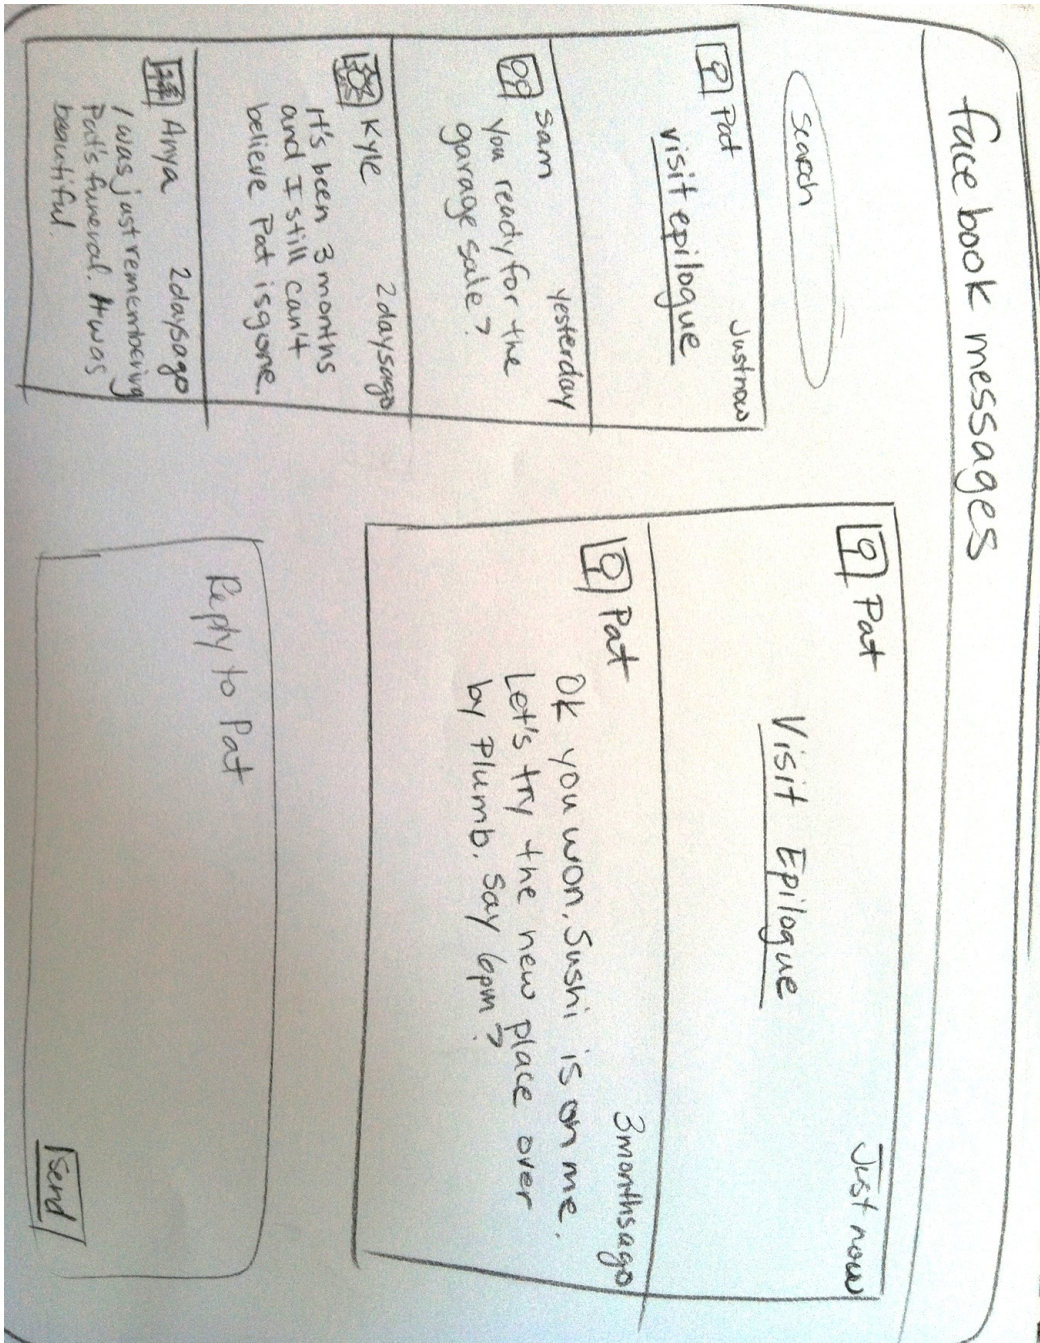 facebook messages
search
Pat Just now
visit epilogue
Sam yesterday
you ready for the
garage sale?
Kyle 2 days ago
It's been 3 months
and I still can't
believe Pat is gone.
Anya 2 days ago
I was just remembering
Pat's funeral. It was
beautiful.
Pat Just now
Visit Epilogue
Pat 3 months ago
Ok you won. Sushi is on me.
Let's try the new place over
by Plumb. Say 6pm?
Reply to Pat
Send